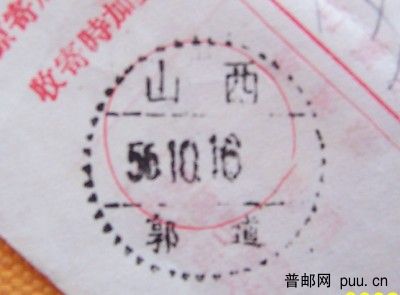 收寄時加
山西
56.10.16
郭道
普邮网 puu.cn